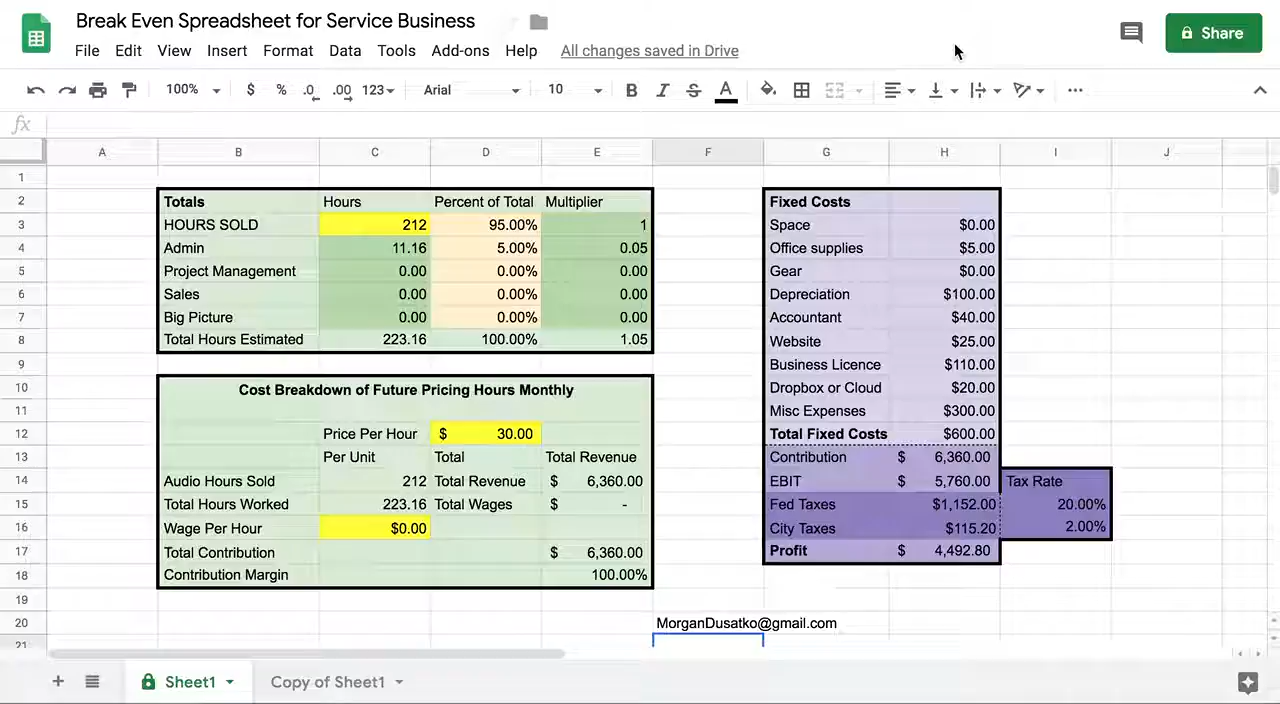 Break Even Spreadsheet for Service Business
File Edit View Insert Format Data Tools Add-ons Help All changes saved in Drive
Share
100% $ % .0 .00 123 Arial 10 B I S A
fx
A B C D E F G H I J
1
2 Totals Hours Percent of Total Multiplier Fixed Costs
3 HOURS SOLD 212 95.00% 1 Space $0.00
4 Admin 11.16 5.00% 0.05 Office supplies $5.00
5 Project Management 0.00 0.00% 0.00 Gear $0.00
6 Sales 0.00 0.00% 0.00 Depreciation $100.00
7 Big Picture 0.00 0.00% 0.00 Accountant $40.00
8 Total Hours Estimated 223.16 100.00% 1.05 Website $25.00
9 Business Licence $110.00
10 Cost Breakdown of Future Pricing Hours Monthly Dropbox or Cloud $20.00
11 Misc Expenses $300.00
12 Price Per Hour $ 30.00 Total Fixed Costs $600.00
13 Per Unit Total Total Revenue Contribution $ 6,360.00
14 Audio Hours Sold 212 Total Revenue $ 6,360.00 EBIT $ 5,760.00 Tax Rate
15 Total Hours Worked 223.16 Total Wages $ - Fed Taxes $1,152.00 20.00%
16 Wage Per Hour $0.00 City Taxes $115.20 2.00%
17 Total Contribution $ 6,360.00 Profit $ 4,492.80
18 Contribution Margin 100.00%
19
20 MorganDusatko@gmail.com
21
Sheet1 Copy of Sheet1